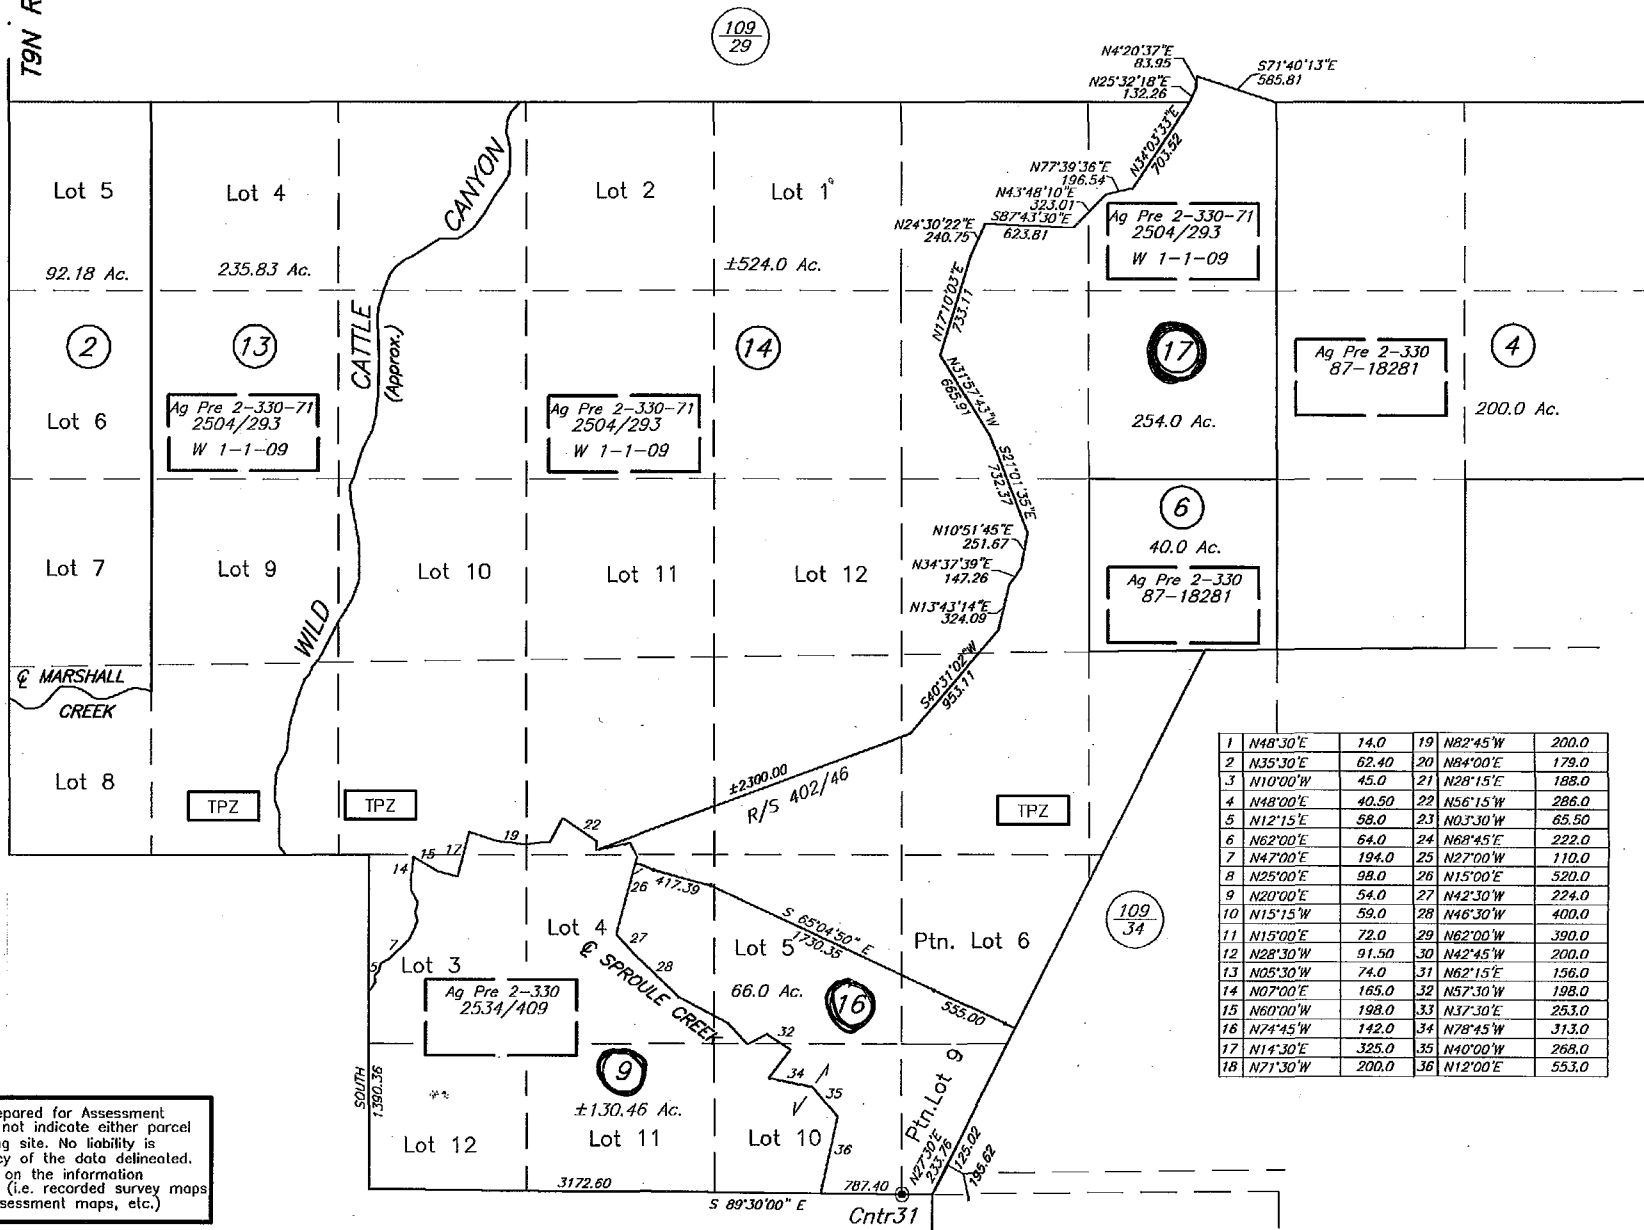 T9N R
109
29
N4°20'37"E
83.95
S71°40'13"E
585.81
N25°32'18"E
132.26
N34°03'33"E
703.52
N77°39'36"E
196.54
N43°48'10"E
323.01
S87°43'30"E
623.81
N24°30'22"E
240.75
N17°10'03"E
733.11
N31°57'43"W
665.91
S21°01'35"E
732.37
N10°51'45"E
251.67
N34°37'39"E
147.26
N13°43'14"E
324.09
S40°31'02"W
953.11
±2300.00
R/S 402/46
Lot 5
Lot 4
CANYON
Lot 2
Lot 1
92.18 Ac.
235.83 Ac.
±524.0 Ac.
Ag Pre 2-330-71
2504/293
W 1-1-09
2
13
CATTLE
(Approx.)
14
17
254.0 Ac.
Ag Pre 2-330
87-18281
4
200.0 Ac.
Lot 6
Ag Pre 2-330-71
2504/293
W 1-1-09
Ag Pre 2-330-71
2504/293
W 1-1-09
6
40.0 Ac.
Ag Pre 2-330
87-18281
Lot 7
Lot 9
Lot 10
Lot 11
Lot 12
WILD
℄ MARSHALL
CREEK
Lot 8
TPZ
TPZ
TPZ
1 N48°30'E 14.0 19 N82°45'W 200.0
2 N35°30'E 62.40 20 N84°00'E 179.0
3 N10°00'W 45.0 21 N28°15'E 188.0
4 N48°00'E 40.50 22 N56°15'W 286.0
5 N12°15'E 58.0 23 N03°30'W 65.50
6 N62°00'E 64.0 24 N68°45'E 222.0
7 N47°00'E 194.0 25 N27°00'W 110.0
8 N25°00'E 98.0 26 N15°00'E 520.0
9 N20°00'E 54.0 27 N42°30'W 224.0
10 N15°15'W 59.0 28 N46°30'W 400.0
11 N15°00'E 72.0 29 N62°00'W 390.0
12 N28°30'W 91.50 30 N42°45'W 200.0
13 N05°30'W 74.0 31 N62°15'E 156.0
14 N07°00'E 165.0 32 N57°30'W 198.0
15 N60°00'W 198.0 33 N37°30'E 253.0
16 N74°45'W 142.0 34 N78°45'W 313.0
17 N14°30'E 325.0 35 N40°00'W 268.0
18 N71°30'W 200.0 36 N12°00'E 553.0
14
15
17
19
22
26
417.39
7
5
Lot 3
Lot 4
27
28
℄ SPROULE CREEK
Lot 5
S 65°04'50" E
1730.35
Ptn. Lot 6
109
34
66.0 Ac.
16
555.00
Ag Pre 2-330
2534/409
32
34
35
36
9
±130.46 Ac.
SOUTH
1390.36
Lot 12
Lot 11
Lot 10
Ptn. Lot 9
N27°30'E
233.76
125.02
195.62
3172.60
787.40
S 89°30'00" E
Cntr31
epared for Assessment
not indicate either parcel
g site. No liability is
cy of the data delineated.
on the information
(i.e. recorded survey maps
sessment maps, etc.)